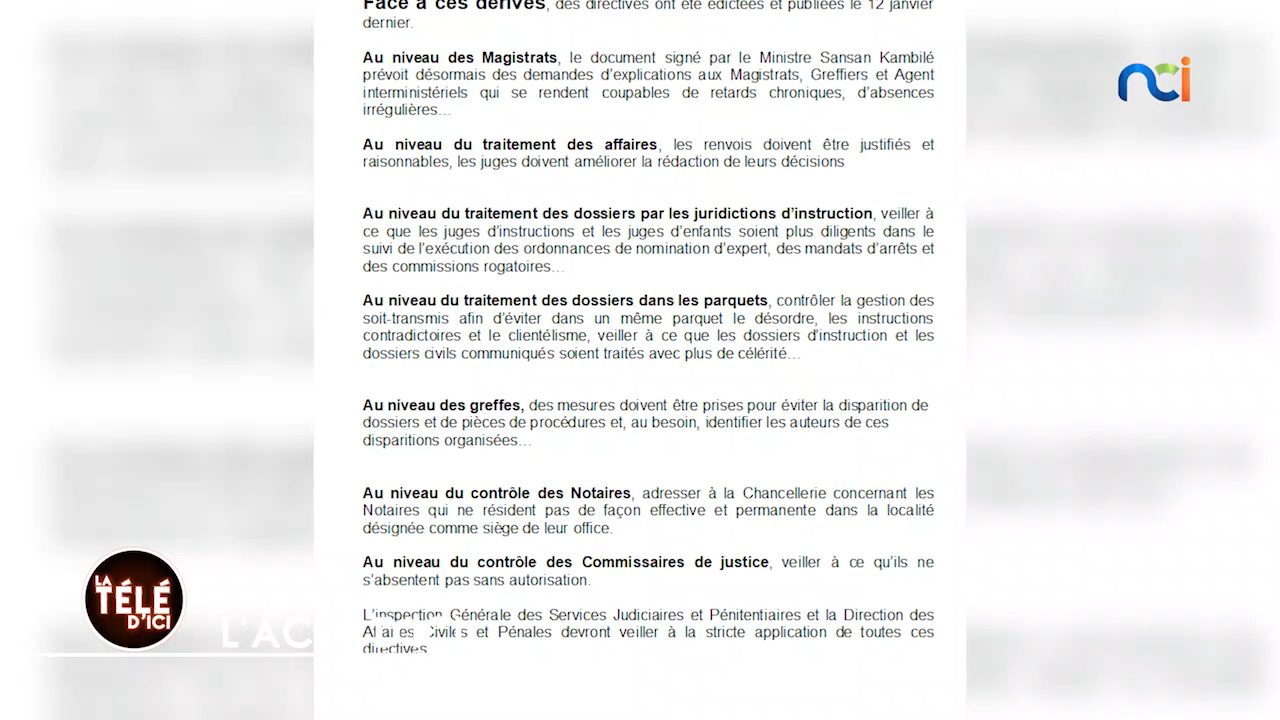 Face à ces dérives, des directives ont été édictées et publiées le 12 janvier
dernier.
Au niveau des Magistrats, le document signé par le Ministre Sansan Kambilé
prévoit désormais des demandes d'explications aux Magistrats, Greffiers et Agent
interministériels qui se rendent coupables de retards chroniques, d'absences
irrégulières…
Au niveau du traitement des affaires, les renvois doivent être justifiés et
raisonnables, les juges doivent améliorer la rédaction de leurs décisions
Au niveau du traitement des dossiers par les juridictions d'instruction, veiller à
ce que les juges d'instructions et les juges d'enfants soient plus diligents dans le
suivi de l'exécution des ordonnances de nomination d'expert, des mandats d'arrêts et
des commissions rogatoires…
Au niveau du traitement des dossiers dans les parquets, contrôler la gestion des
soit-transmis afin d'éviter dans un même parquet le désordre, les instructions
contradictoires et le clientélisme, veiller à ce que les dossiers d'instruction et les
dossiers civils communiqués soient traités avec plus de célérité…
Au niveau des greffes, des mesures doivent être prises pour éviter la disparition de
dossiers et de pièces de procédures et, au besoin, identifier les auteurs de ces
disparitions organisées…
Au niveau du contrôle des Notaires, adresser à la Chancellerie concernant les
Notaires qui ne résident pas de façon effective et permanente dans la localité
désignée comme siège de leur office.
Au niveau du contrôle des Commissaires de justice, veiller à ce qu'ils ne
s'absentent pas sans autorisation.
L'inspection Générale des Services Judiciaires et Pénitentiaires et la Direction des
Affaires Civiles et Pénales devront veiller à la stricte application de toutes ces
directives
nci
LA
TÉLÉ
D'ICI
L'AC